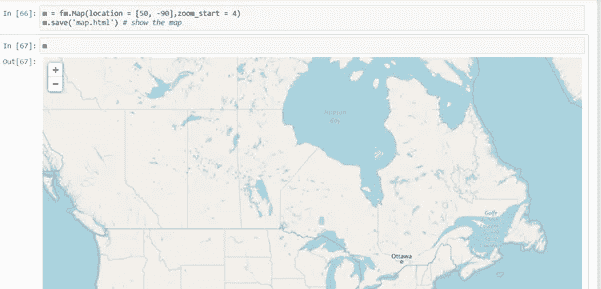 In [66]: m = fm.Map(location = [50, -90],zoom_start = 4)
m.save('map.html') # show the map
In [67]: m
Out[67]:
+
−
Ottawa